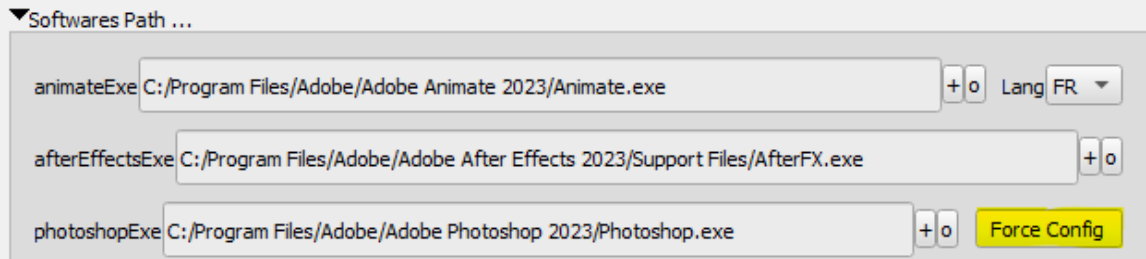 Softwares Path ...
animateExe C:/Program Files/Adobe/Adobe Animate 2023/Animate.exe + o Lang FR
afterEffectsExe C:/Program Files/Adobe/Adobe After Effects 2023/Support Files/AfterFX.exe + o
photoshopExe C:/Program Files/Adobe/Adobe Photoshop 2023/Photoshop.exe + o Force Config